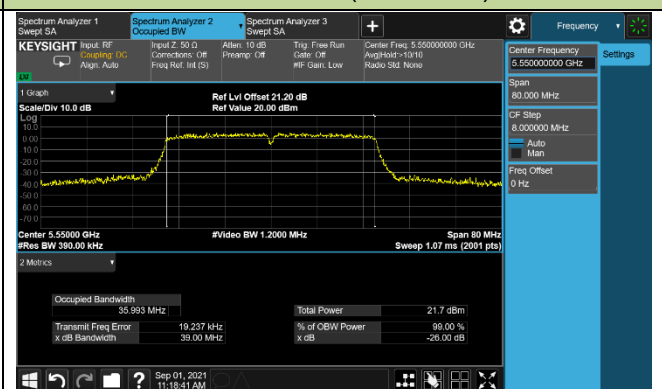 Spectrum Analyzer 1
Swept SA
Spectrum Analyzer 2
Occupied BW
Spectrum Analyzer 3
Swept SA
+
Frequency
KEYSIGHT
Input: RF
Coupling: DC
Align: Auto
Input Z: 50 Ω
Corrections: Off
Freq Ref: Int (S)
Atten: 10 dB
Preamp: Off
Trig: Free Run
Gate: Off
#IF Gain: Low
Center Freq: 5.550000000 GHz
Avg|Hold:>10/10
Radio Std: None
Center Frequency
5.550000000 GHz
Settings
Span
80.000 MHz
CF Step
8.000000 MHz
Auto
Man
Freq Offset
0 Hz
1 Graph
Scale/Div 10.0 dB
Ref Lvl Offset 21.20 dB
Ref Value 20.00 dBm
Log
10.0
0.00
-10.0
-20.0
-30.0
-40.0
-50.0
-60.0
-70.0
Center 5.55000 GHz
#Res BW 390.00 kHz
#Video BW 1.2000 MHz
Span 80 MHz
Sweep 1.07 ms (2001 pts)
2 Metrics
Occupied Bandwidth
35.993 MHz
Total Power 21.7 dBm
Transmit Freq Error 19.237 kHz
% of OBW Power 99.00 %
x dB Bandwidth 39.00 MHz
x dB -26.00 dB
?
Sep 01, 2021
11:18:41 AM